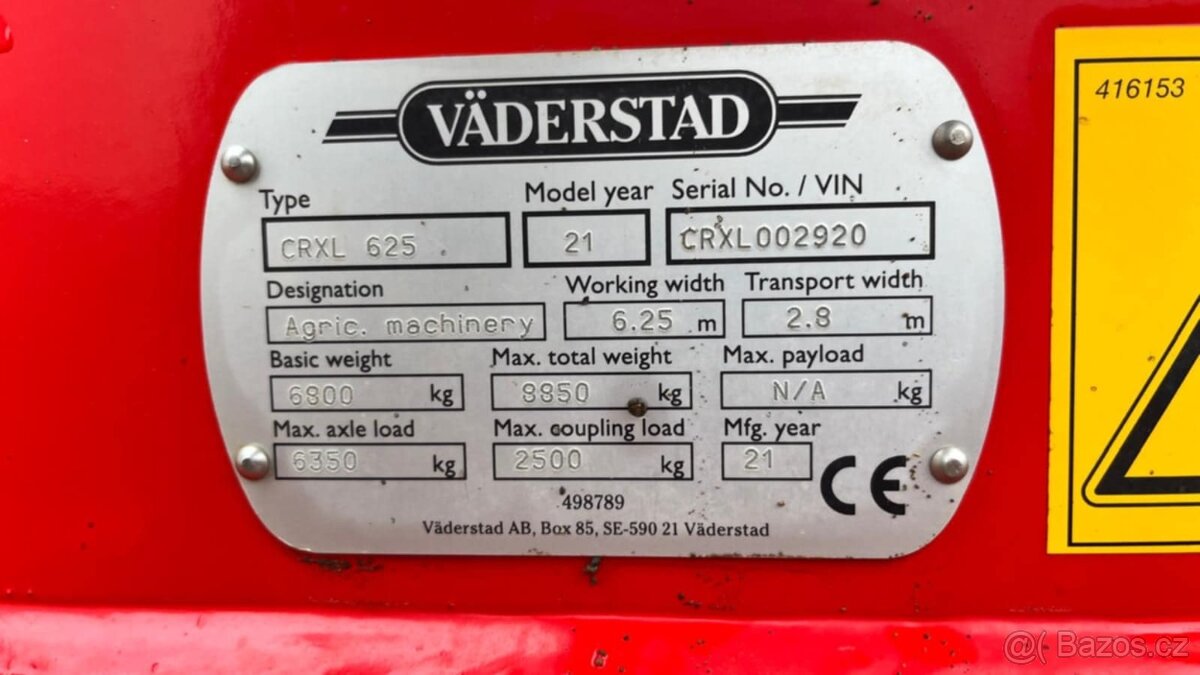 VÄDERSTAD
416153
Type Model year Serial No. / VIN
CRXL 625 21 CRXL002920
Designation Working width Transport width
Agric. machinery 6.25 m 2.8 m
Basic weight Max. total weight Max. payload
6800 kg 8850 kg N/A kg
Max. axle load Max. coupling load Mfg. year
6350 kg 2500 kg 21
CE
498789
Väderstad AB, Box 85, SE-590 21 Väderstad
Bazos.cz